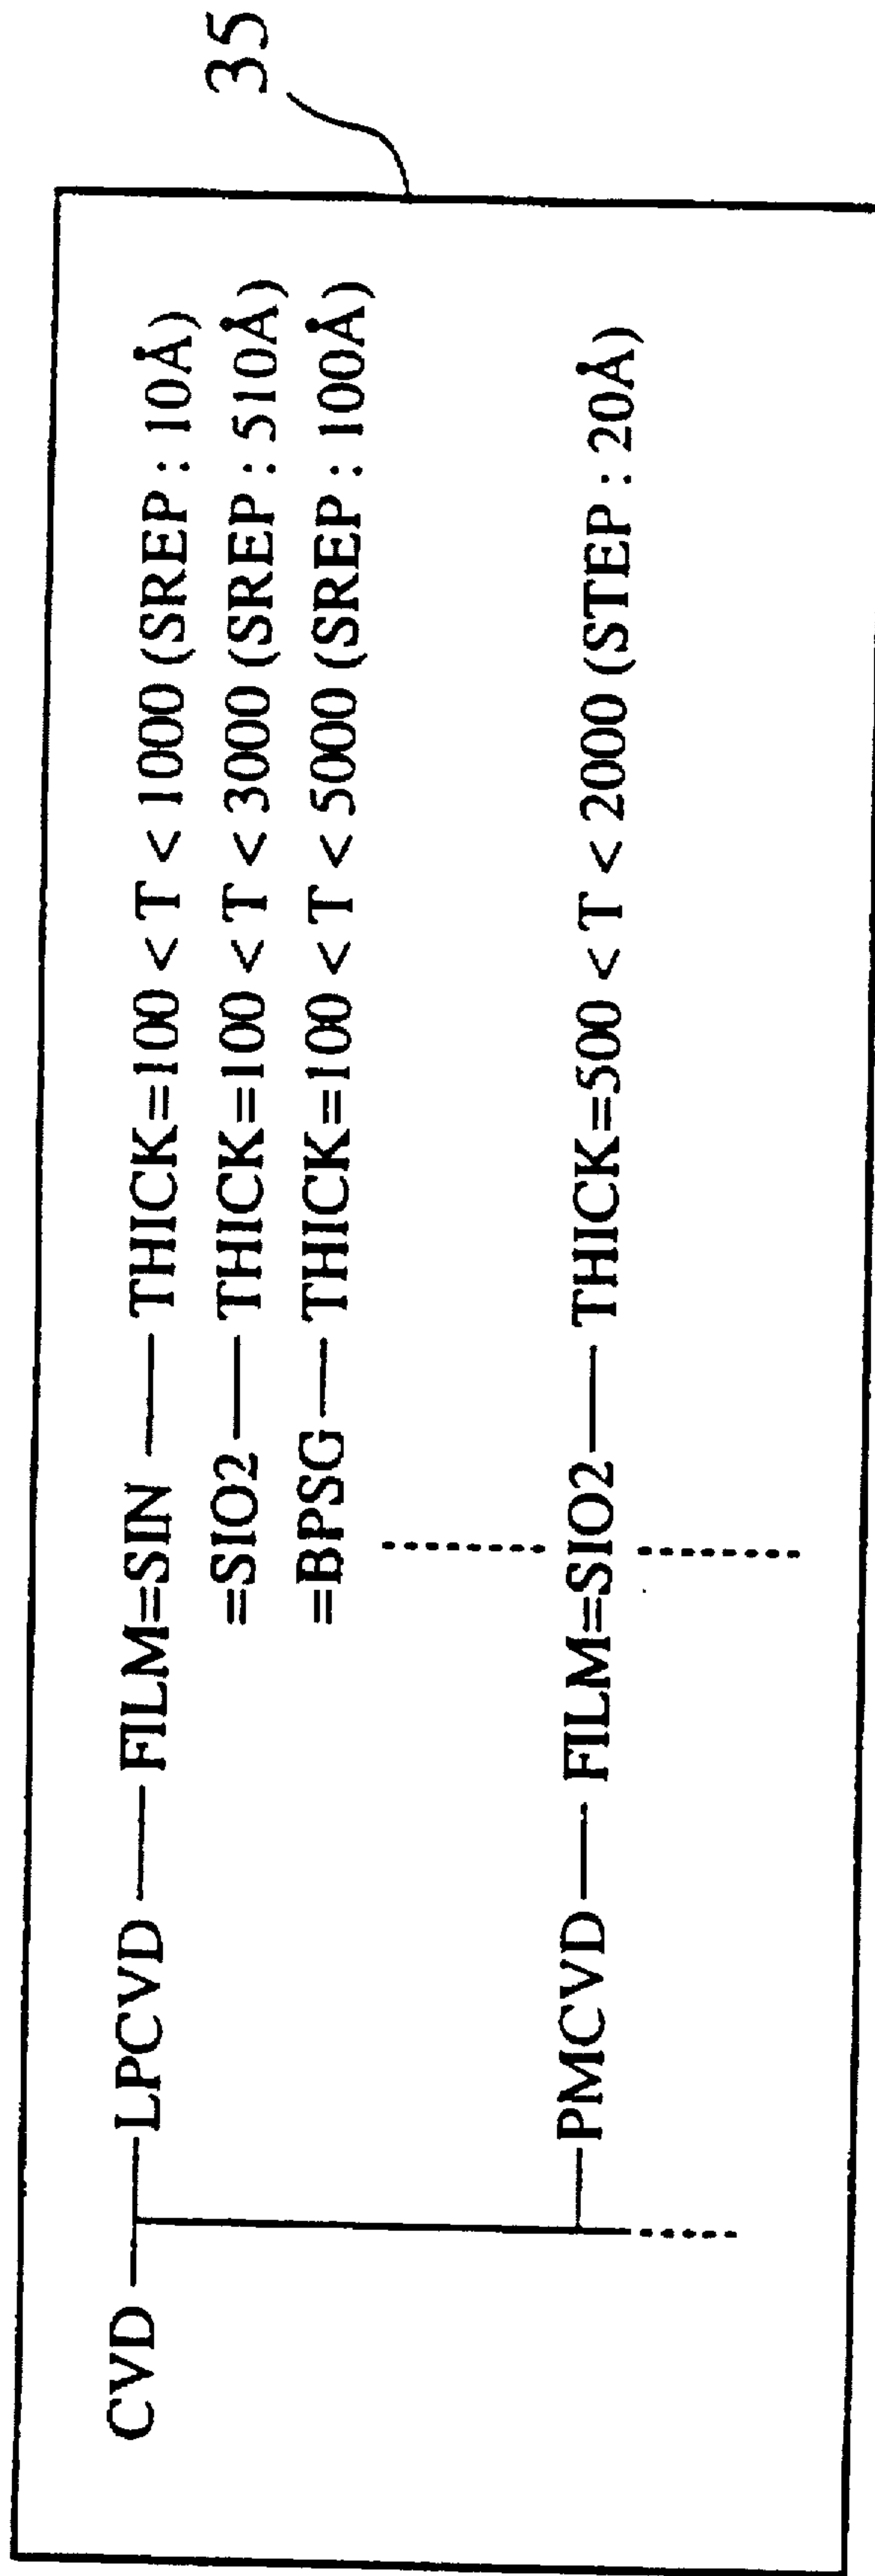 35
CVD LPCVD FILM=SIN THICK=100 < T < 1000 (SREP : 10Å)
=SIO2 THICK=100 < T < 3000 (SREP : 510Å)
=BPSG THICK=100 < T < 5000 (SREP : 100Å)
PMCVD FILM=SIO2 THICK=500 < T < 2000 (STEP : 20Å)